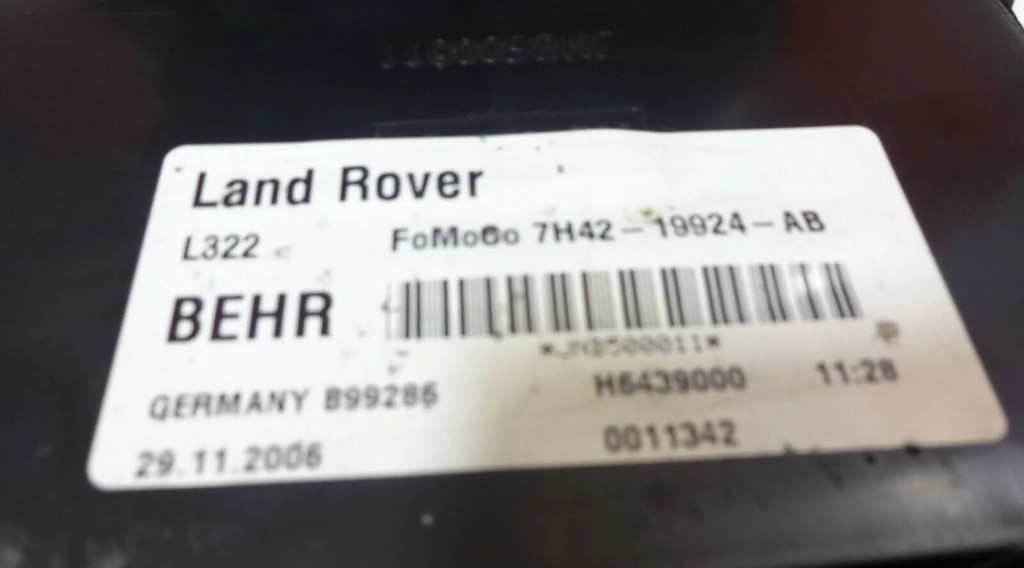 Land Rover
L322 FoMoCo 7H42-19924-AB
BEHR
GERMANY B99286 H6439000 11:28
29.11.2006 0011342